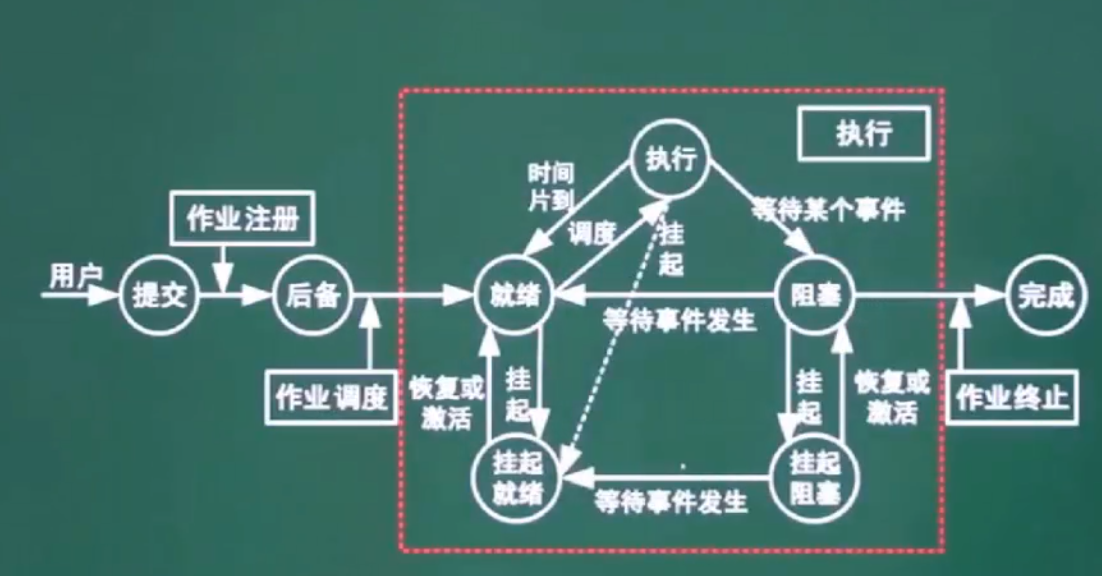 执行
执行
时间
片到
等待某个事件
作业注册
调度
挂
起
用户
提交
后备
就绪
阻塞
完成
等待事件发生
作业调度
恢复或
激活
挂
起
挂
起
恢复或
激活
作业终止
挂起
就绪
挂起
阻塞
等待事件发生